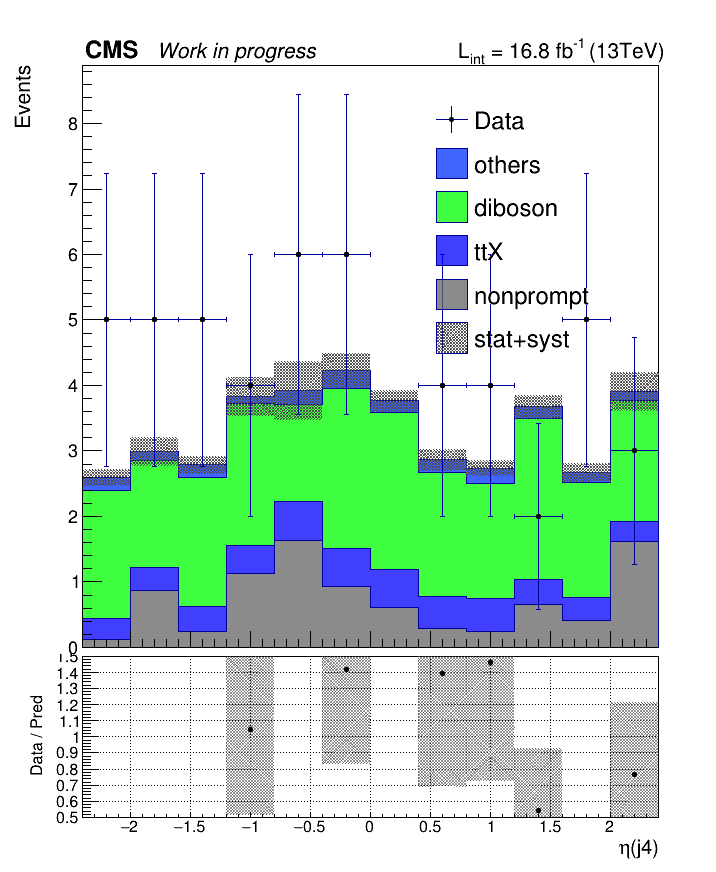 CMS Work in progress L_int = 16.8 fb^-1 (13TeV)
Events
8
7
6
5
4
3
2
1
0
Data
others
diboson
ttX
nonprompt
stat+syst
Data / Pred
1.5
1.4
1.3
1.2
1.1
1
0.9
0.8
0.7
0.6
0.5
−2 −1.5 −1 −0.5 0 0.5 1 1.5 2
η(j4)